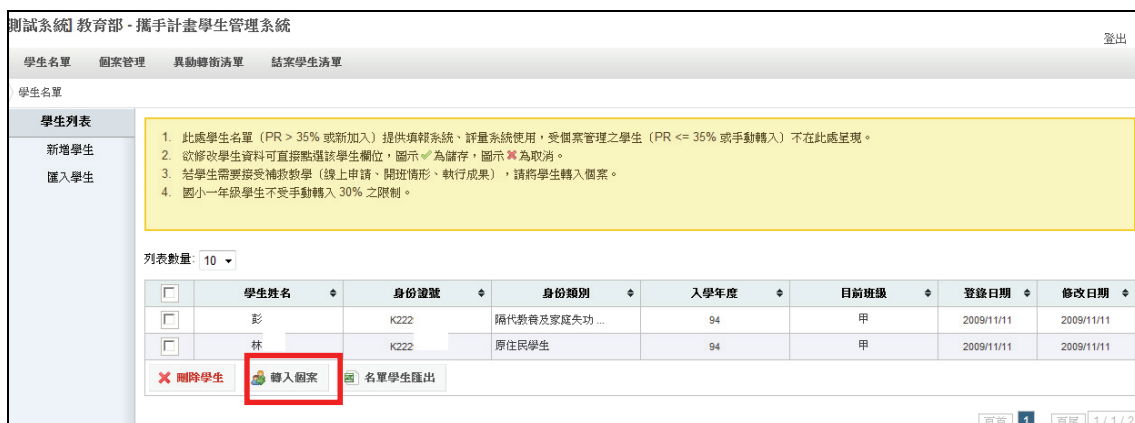 測試系統] 教育部 - 攜手計畫學生管理系統
登出
學生名單 個案管理 異動轉銜清單 結案學生清單
學生名單
學生列表
新增學生
匯入學生
1. 此處學生名單（PR > 35% 或新加入）提供填報系統、評量系統使用，受個案管理之學生（PR <= 35% 或手動轉入）不在此處呈現。
2. 欲修改學生資料可直接點選該學生欄位，圖示 為儲存，圖示 為取消。
3. 若學生需要接受補救教學（線上申請、開班情形、執行成果），請將學生轉入個案。
4. 國小一年級學生不受手動轉入 30% 之限制。
列表數量: 10
學生姓名 身份證號 身份類別 入學年度 目前班級 登錄日期 修改日期
彭 K222 隔代教養及家庭失功 ... 94 甲 2009/11/11 2009/11/11
林 K222 原住民學生 94 甲 2009/11/11 2009/11/11
刪除學生 轉入個案 名單學生匯出
頁首 1 頁尾 1 / 1 / 2